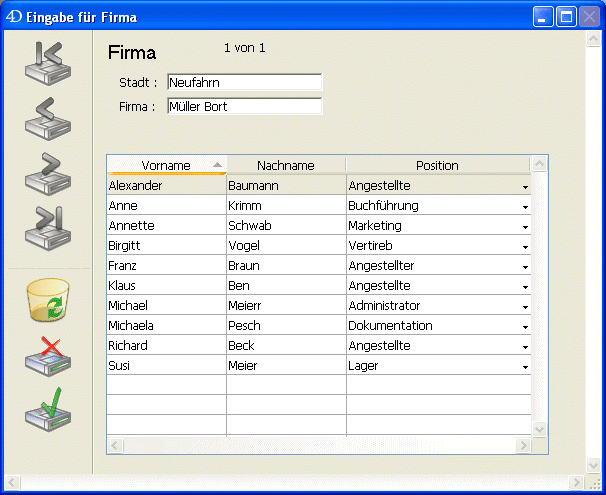 4D Eingabe für Firma
Firma 1 von 1
Stadt : Neufahrn
Firma : Müller Bort
Vorname Nachname Position
Alexander Baumann Angestellte
Anne Krimm Buchführung
Annette Schwab Marketing
Birgitt Vogel Vertireb
Franz Braun Angestellter
Klaus Ben Angestellte
Michael Meierr Administrator
Michaela Pesch Dokumentation
Richard Beck Angestellte
Susi Meier Lager